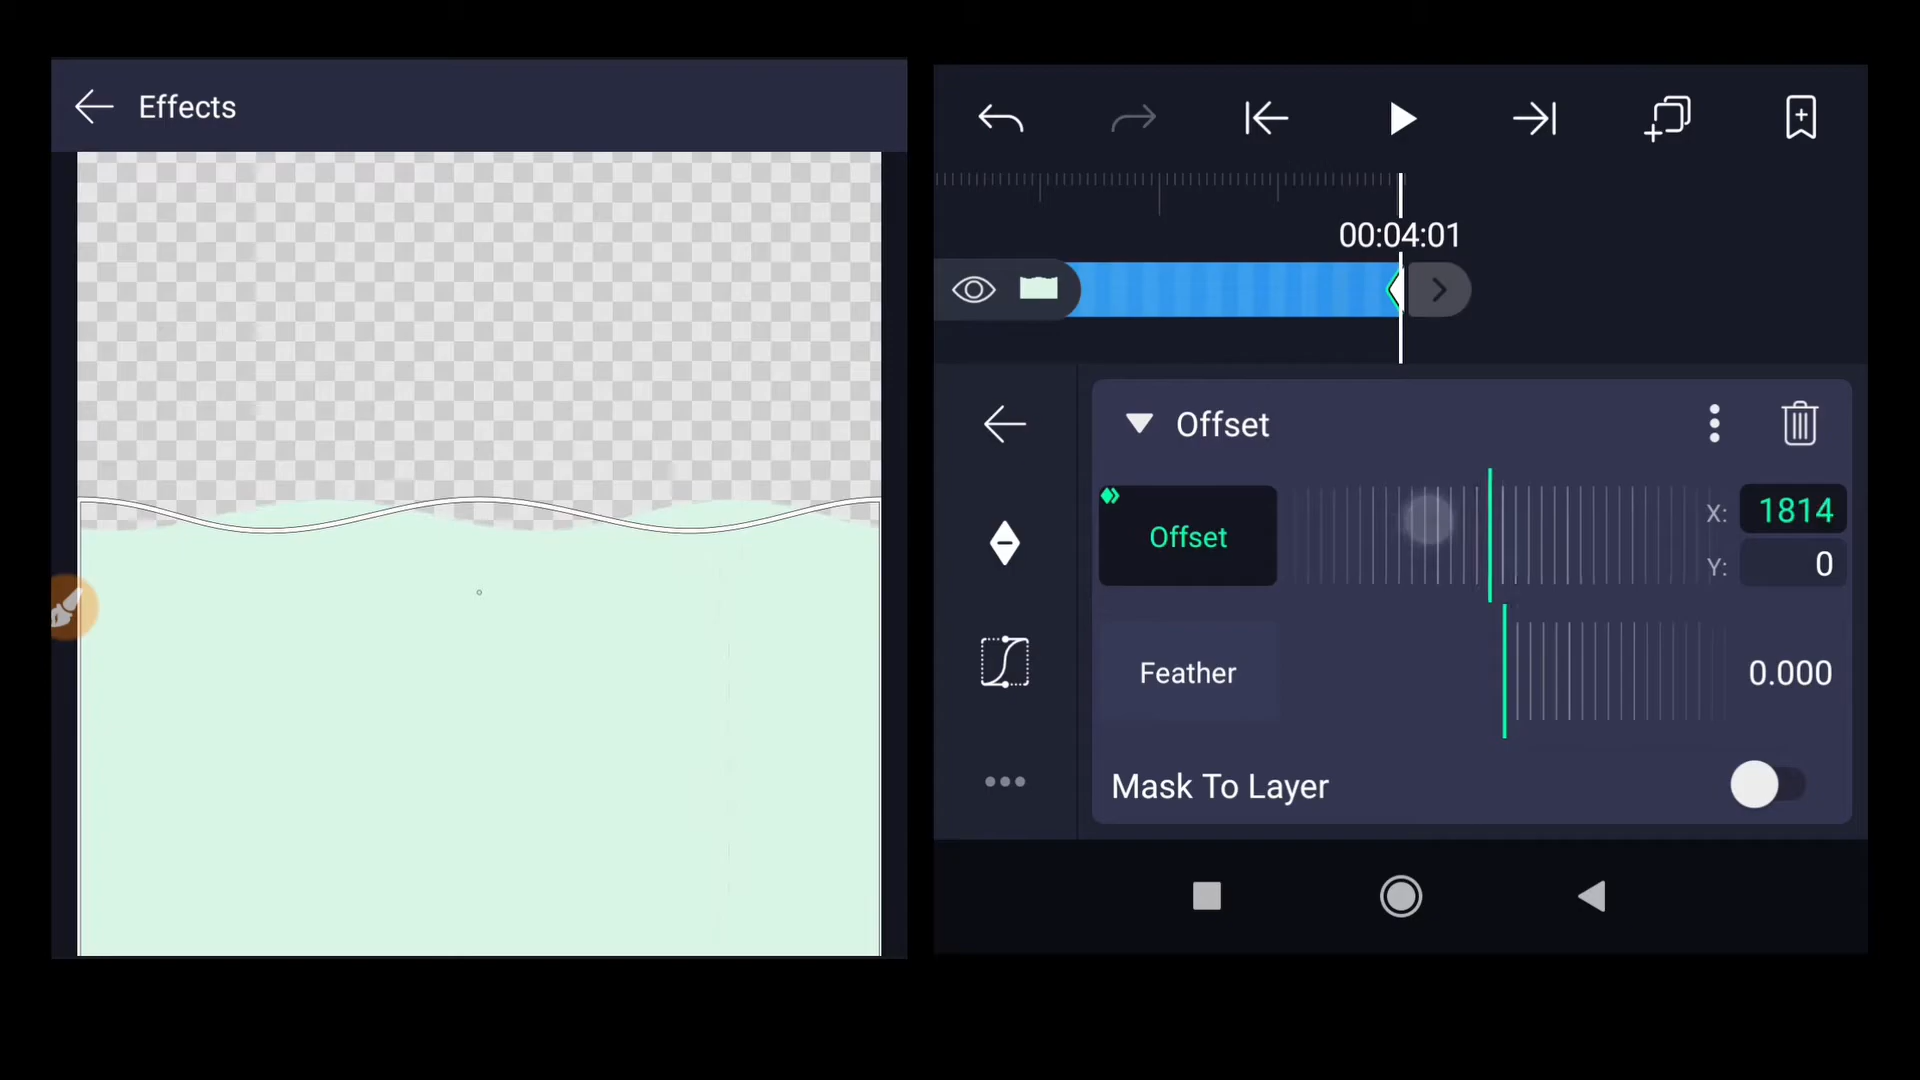 Effects
00:04:01
Offset
Offset
X: 1814
Y: 0
Feather
0.000
Mask To Layer